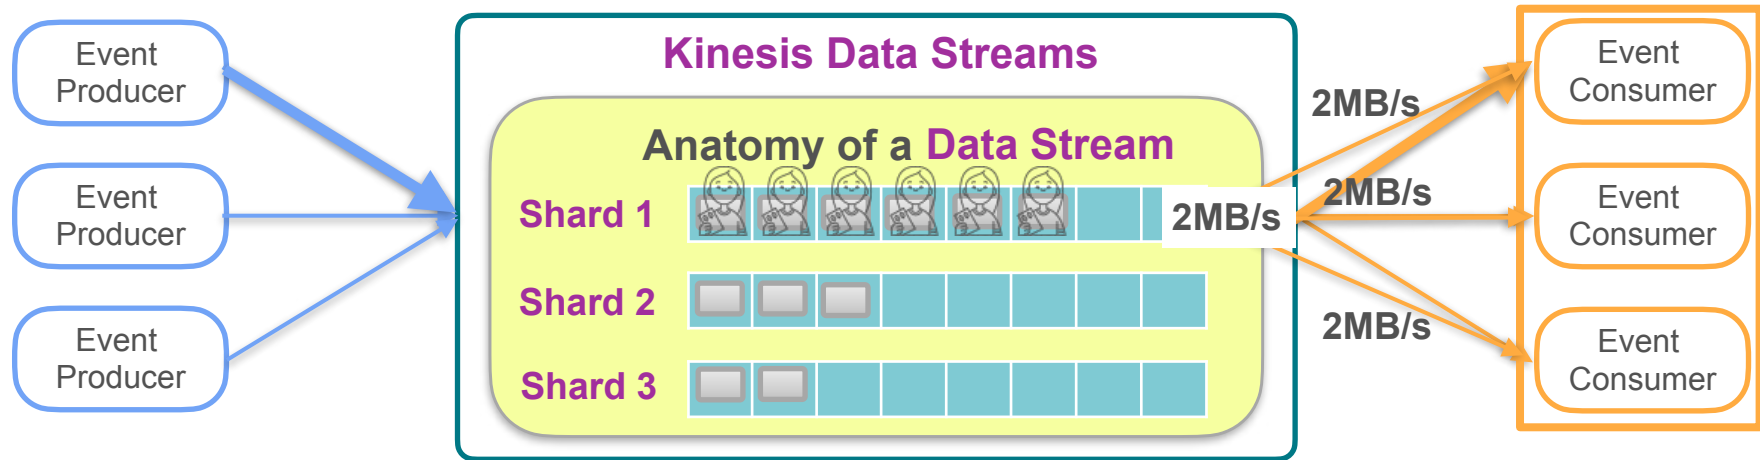 Event
Producer
Event
Producer
Event
Producer
Kinesis Data Streams
Anatomy of a Data Stream
Shard 1
Shard 2
Shard 3
2MB/s
2MB/s
2MB/s
2MB/s
Event
Consumer
Event
Consumer
Event
Consumer